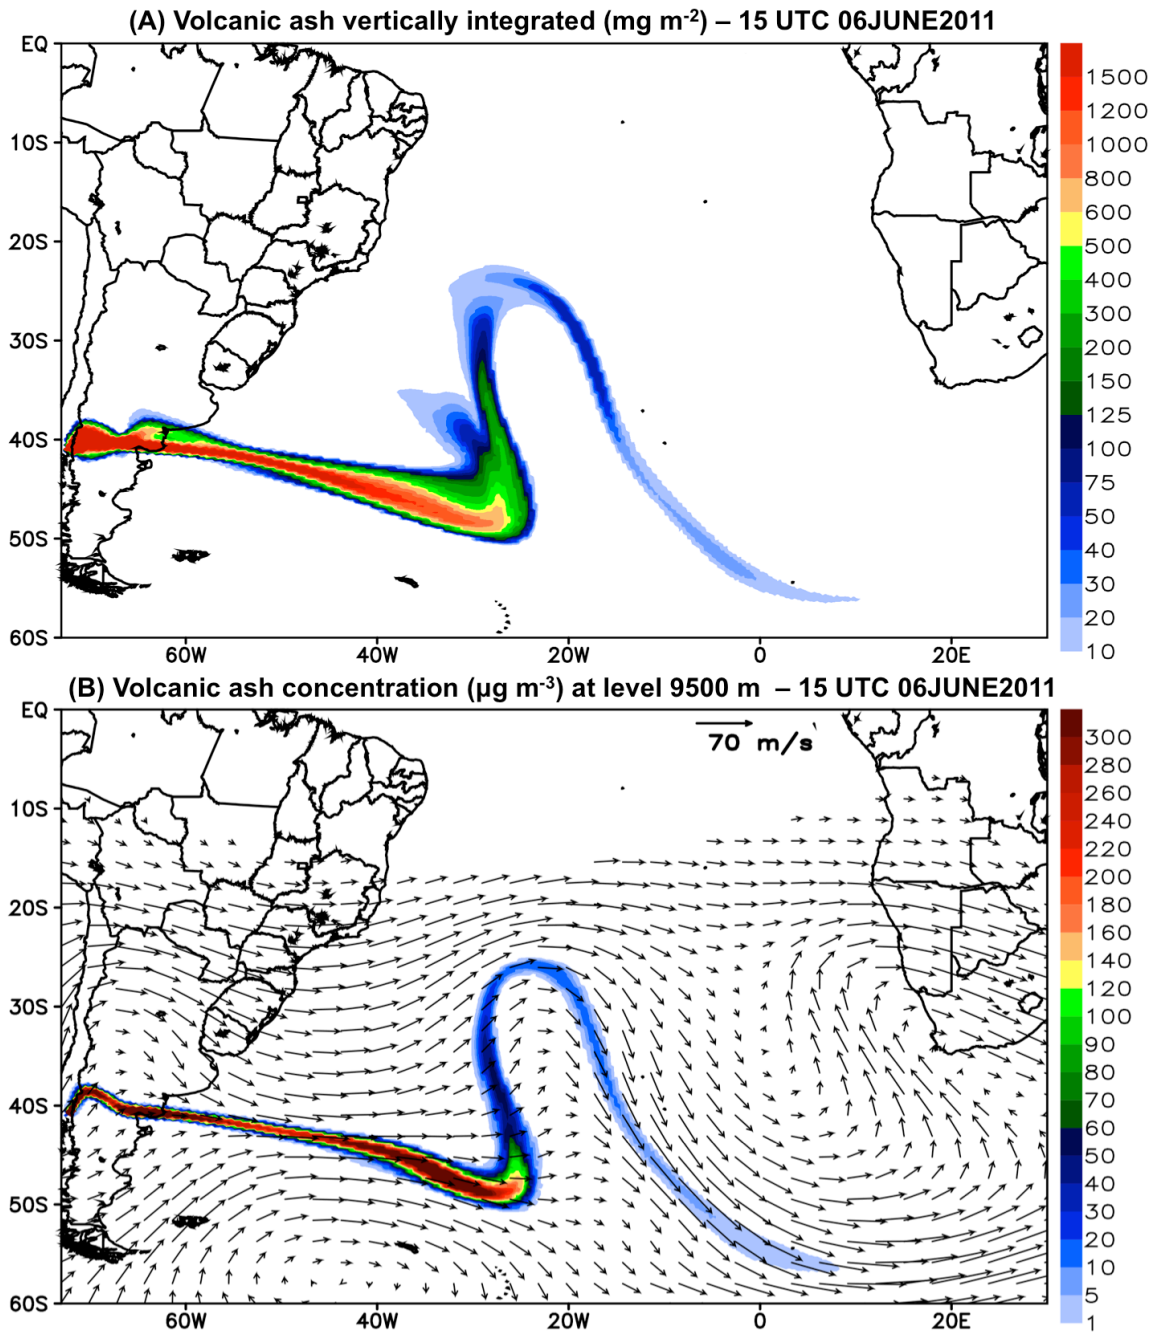 (A) Volcanic ash vertically integrated (mg m-2) – 15 UTC 06JUNE2011
EQ
10S
20S
30S
40S
50S
60S
60W 40W 20W 0 20E
1500
1200
1000
800
600
500
400
300
200
150
125
100
75
50
40
30
20
10
(B) Volcanic ash concentration (µg m-3) at level 9500 m – 15 UTC 06JUNE2011
70 m/s
EQ
10S
20S
30S
40S
50S
60S
60W 40W 20W 0 20E
300
280
260
240
220
200
180
160
140
120
100
90
80
70
60
50
40
30
20
10
5
1